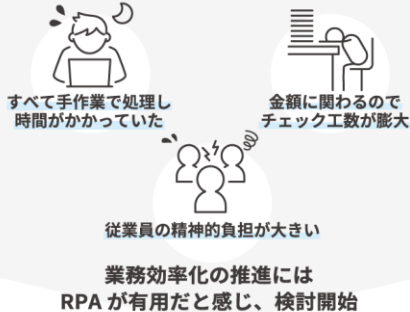 すべて手作業で処理し
時間がかかっていた
金額に関わるので
チェック工数が膨大
従業員の精神的負担が大きい
業務効率化の推進には
RPA が有用だと感じ、検討開始